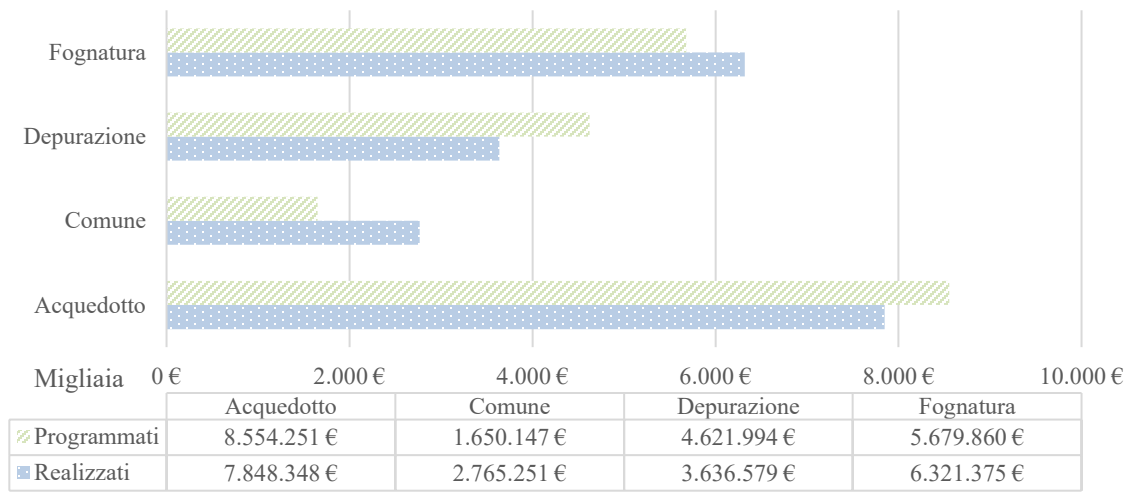 Fognatura
Depurazione
Comune
Acquedotto
Migliaia 0 € 2.000 € 4.000 € 6.000 € 8.000 € 10.000 €
Acquedotto Comune Depurazione Fognatura
Programmati 8.554.251 € 1.650.147 € 4.621.994 € 5.679.860 €
Realizzati 7.848.348 € 2.765.251 € 3.636.579 € 6.321.375 €